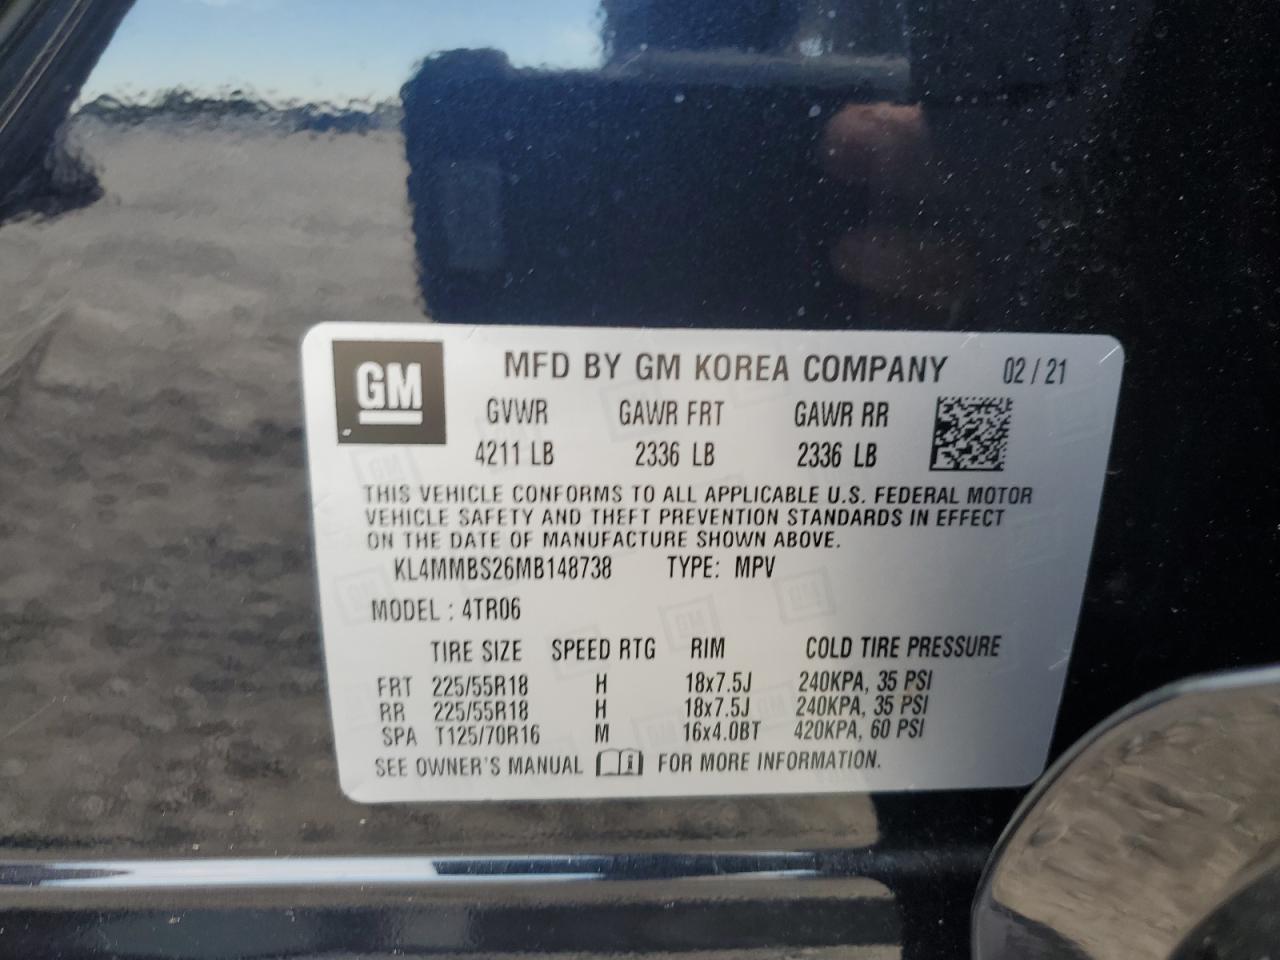 GM MFD BY GM KOREA COMPANY 02 / 21
GVWR GAWR FRT GAWR RR
4211 LB 2336 LB 2336 LB
THIS VEHICLE CONFORMS TO ALL APPLICABLE U.S. FEDERAL MOTOR
VEHICLE SAFETY AND THEFT PREVENTION STANDARDS IN EFFECT
ON THE DATE OF MANUFACTURE SHOWN ABOVE.
KL4MMBS26MB148738 TYPE: MPV
MODEL : 4TR06
TIRE SIZE SPEED RTG RIM COLD TIRE PRESSURE
FRT 225/55R18 H 18x7.5J 240KPA, 35 PSI
RR 225/55R18 H 18x7.5J 240KPA, 35 PSI
SPA T125/70R16 M 16x4.0BT 420KPA, 60 PSI
SEE OWNER'S MANUAL i FOR MORE INFORMATION.